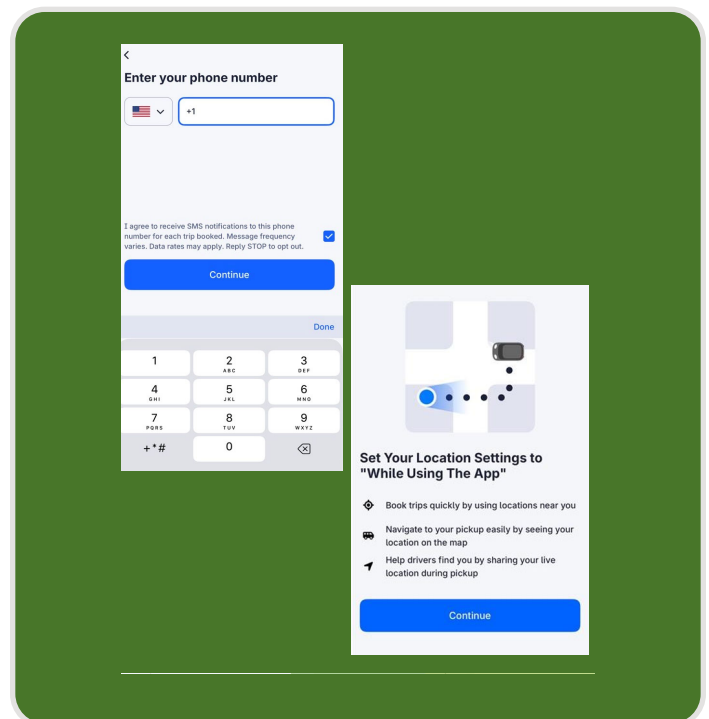 Enter your phone number
+1
I agree to receive SMS notifications to this phone
number for each trip booked. Message frequency
varies. Data rates may apply. Reply STOP to opt out.
Continue
Done
1
2
ABC
3
DEF
4
GHI
5
JKL
6
MNO
7
PQRS
8
TUV
9
WXYZ
+*#
0
Set Your Location Settings to
"While Using The App"
Book trips quickly by using locations near you
Navigate to your pickup easily by seeing your
location on the map
Help drivers find you by sharing your live
location during pickup
Continue